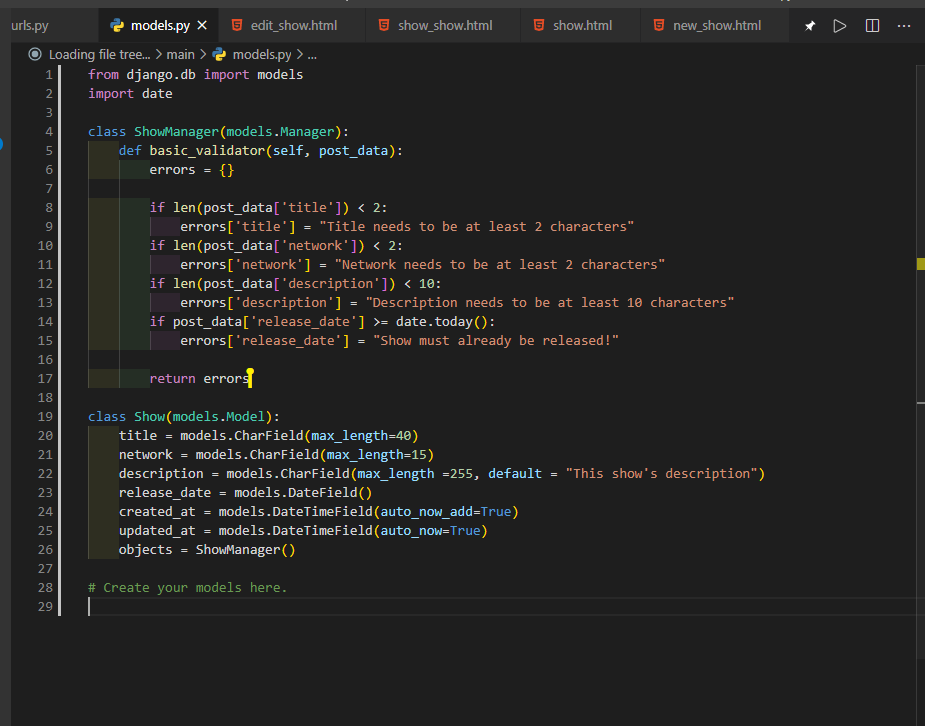 urls.py models.py edit_show.html show_show.html show.html new_show.html
Loading file tree... > main > models.py > ...
1 from django.db import models
2 import date
3
4 class ShowManager(models.Manager):
5     def basic_validator(self, post_data):
6         errors = {}
7
8         if len(post_data['title']) < 2:
9             errors['title'] = "Title needs to be at least 2 characters"
10         if len(post_data['network']) < 2:
11             errors['network'] = "Network needs to be at least 2 characters"
12         if len(post_data['description']) < 10:
13             errors['description'] = "Description needs to be at least 10 characters"
14         if post_data['release_date'] >= date.today():
15             errors['release_date'] = "Show must already be released!"
16
17         return errors
18
19 class Show(models.Model):
20     title = models.CharField(max_length=40)
21     network = models.CharField(max_length=15)
22     description = models.CharField(max_length =255, default = "This show's description")
23     release_date = models.DateField()
24     created_at = models.DateTimeField(auto_now_add=True)
25     updated_at = models.DateTimeField(auto_now=True)
26     objects = ShowManager()
27
28 # Create your models here.
29